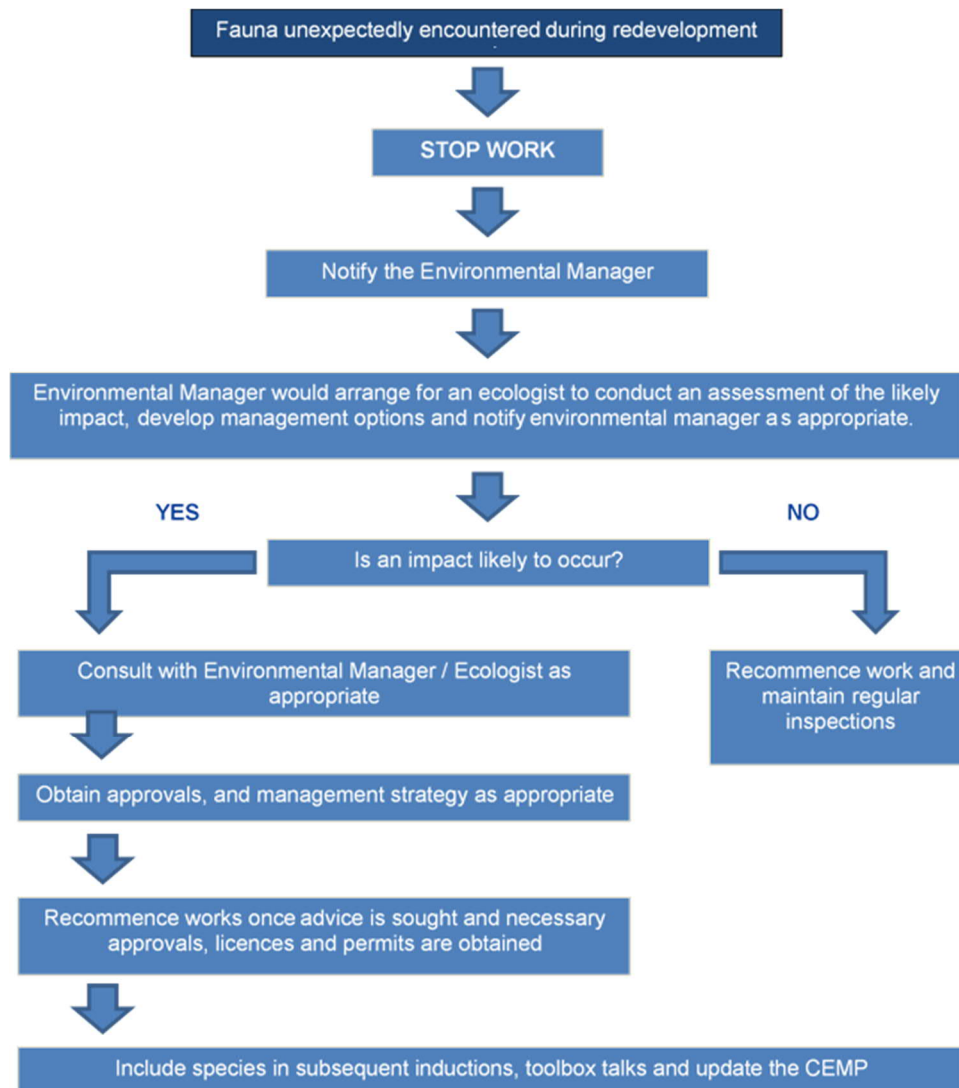 Fauna unexpectedly encountered during redevelopment
.
STOP WORK
Notify the Environmental Manager
Environmental Manager would arrange for an ecologist to conduct an assessment of the likely
impact, develop management options and notify environmental manager as appropriate.
YES
NO
Is an impact likely to occur?
Consult with Environmental Manager / Ecologist as
appropriate
Recommence work and
maintain regular
inspections
Obtain approvals, and management strategy as appropriate
Recommence works once advice is sought and necessary
approvals, licences and permits are obtained
Include species in subsequent inductions, toolbox talks and update the CEMP